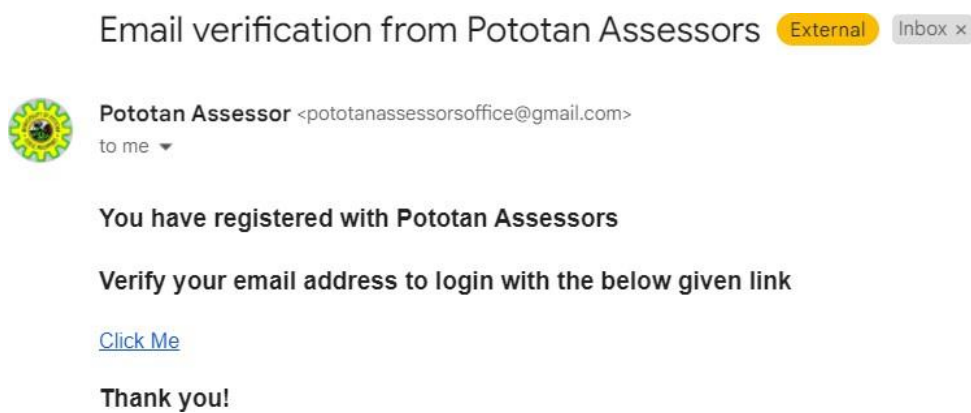 Email verification from Pototan Assessors External Inbox ×
Pototan Assessor <pototanassessorsoffice@gmail.com>
to me
You have registered with Pototan Assessors
Verify your email address to login with the below given link
Click Me
Thank you!